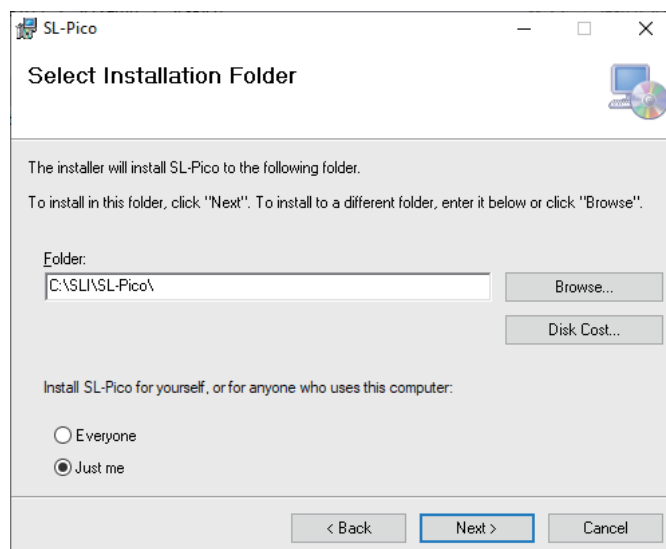 SL-Pico
Select Installation Folder
The installer will install SL-Pico to the following folder.
To install in this folder, click "Next". To install to a different folder, enter it below or click "Browse".
Folder:
C:\SLI\SL-Pico\
Browse...
Disk Cost...
Install SL-Pico for yourself, or for anyone who uses this computer:
Everyone
Just me
< Back
Next >
Cancel